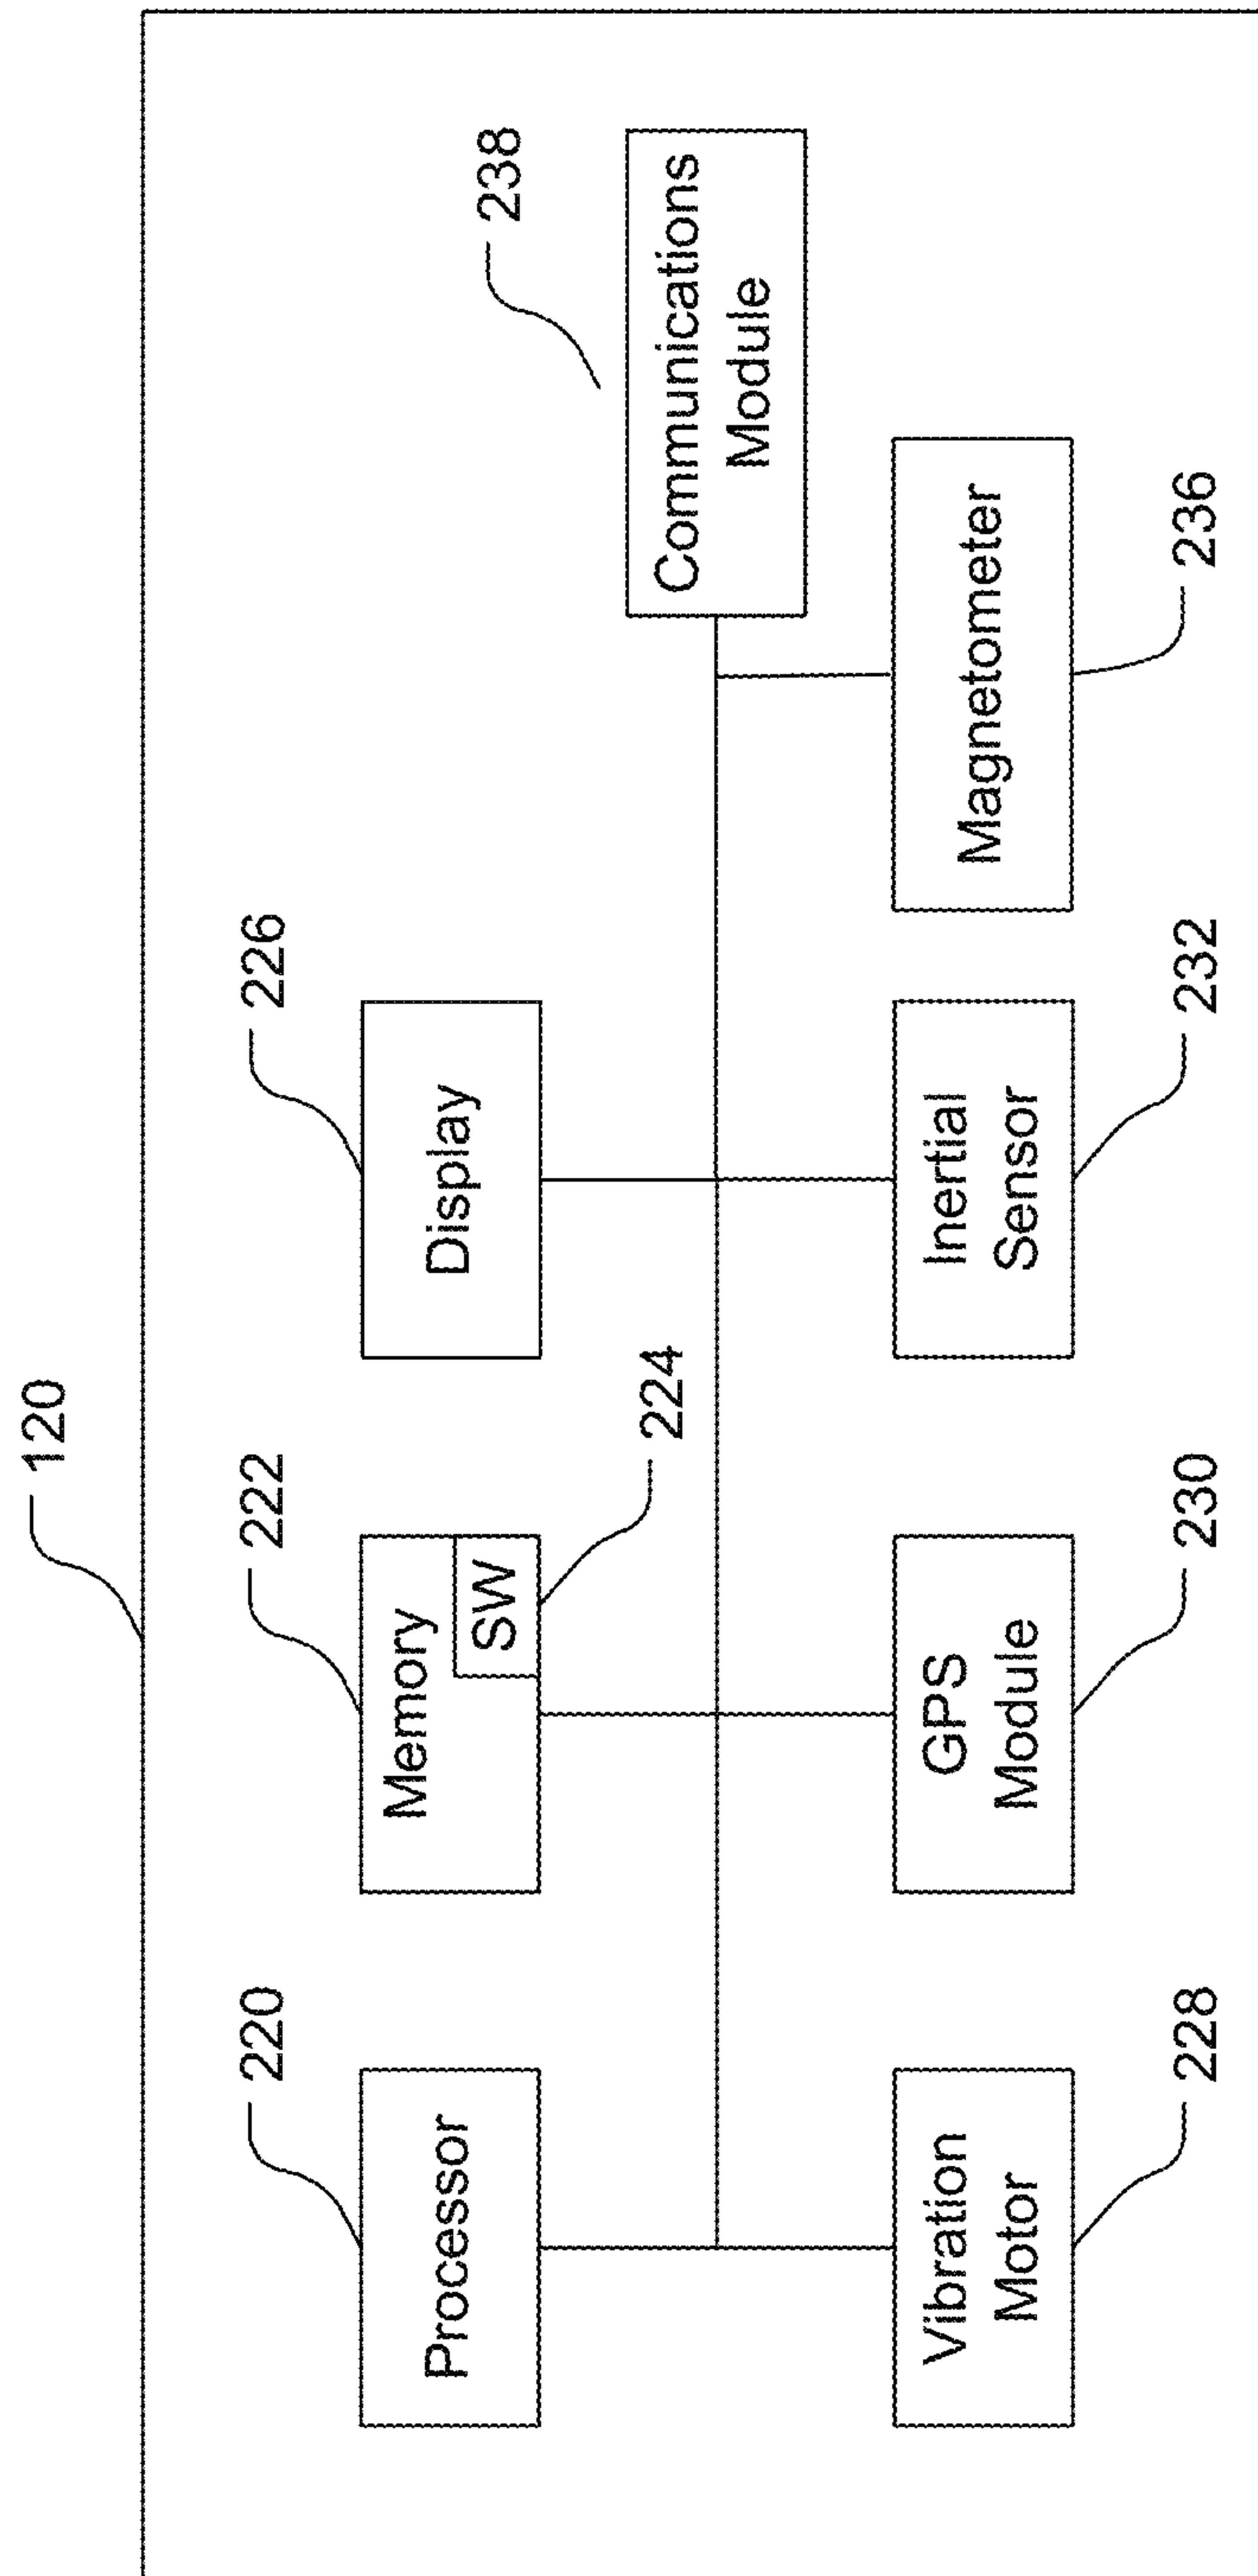 120
220
222
226
238
Processor
Memory
SW
224
Display
Communications
Module
Vibration
Motor
GPS
Module
Inertial
Sensor
Magnetometer
228
230
232
236